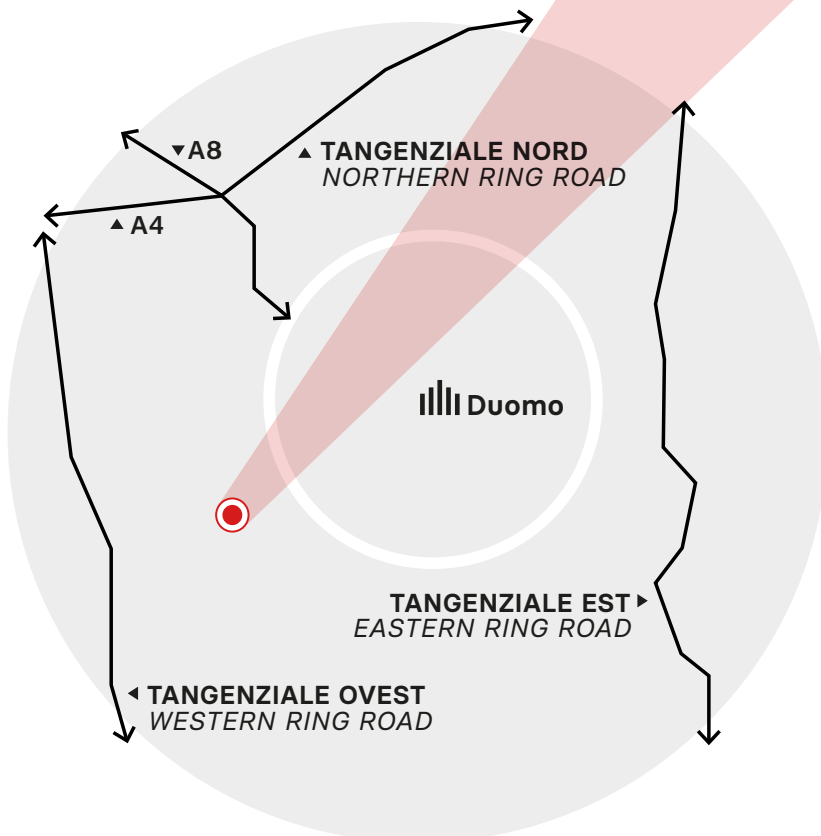 A8
TANGENZIALE NORD
NORTHERN RING ROAD
A4
Duomo
TANGENZIALE EST
EASTERN RING ROAD
TANGENZIALE OVEST
WESTERN RING ROAD